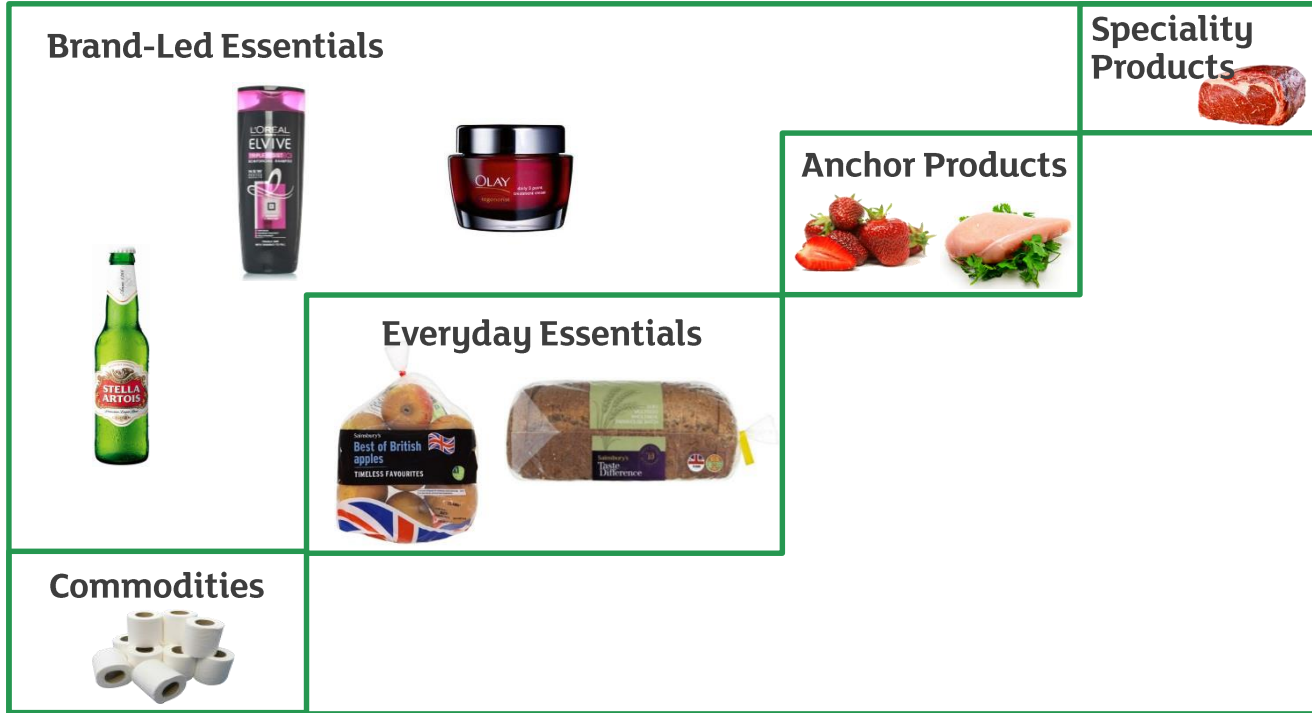 Brand-Led Essentials
Speciality
Products
Anchor Products
L'ORÉAL
ELVIVE
OLAY
Everyday Essentials
STELLA
ARTOIS
Sainsbury's
Best of British
apples
TIMELESS FAVOURITES
Sainsbury's
Taste
Difference
Commodities